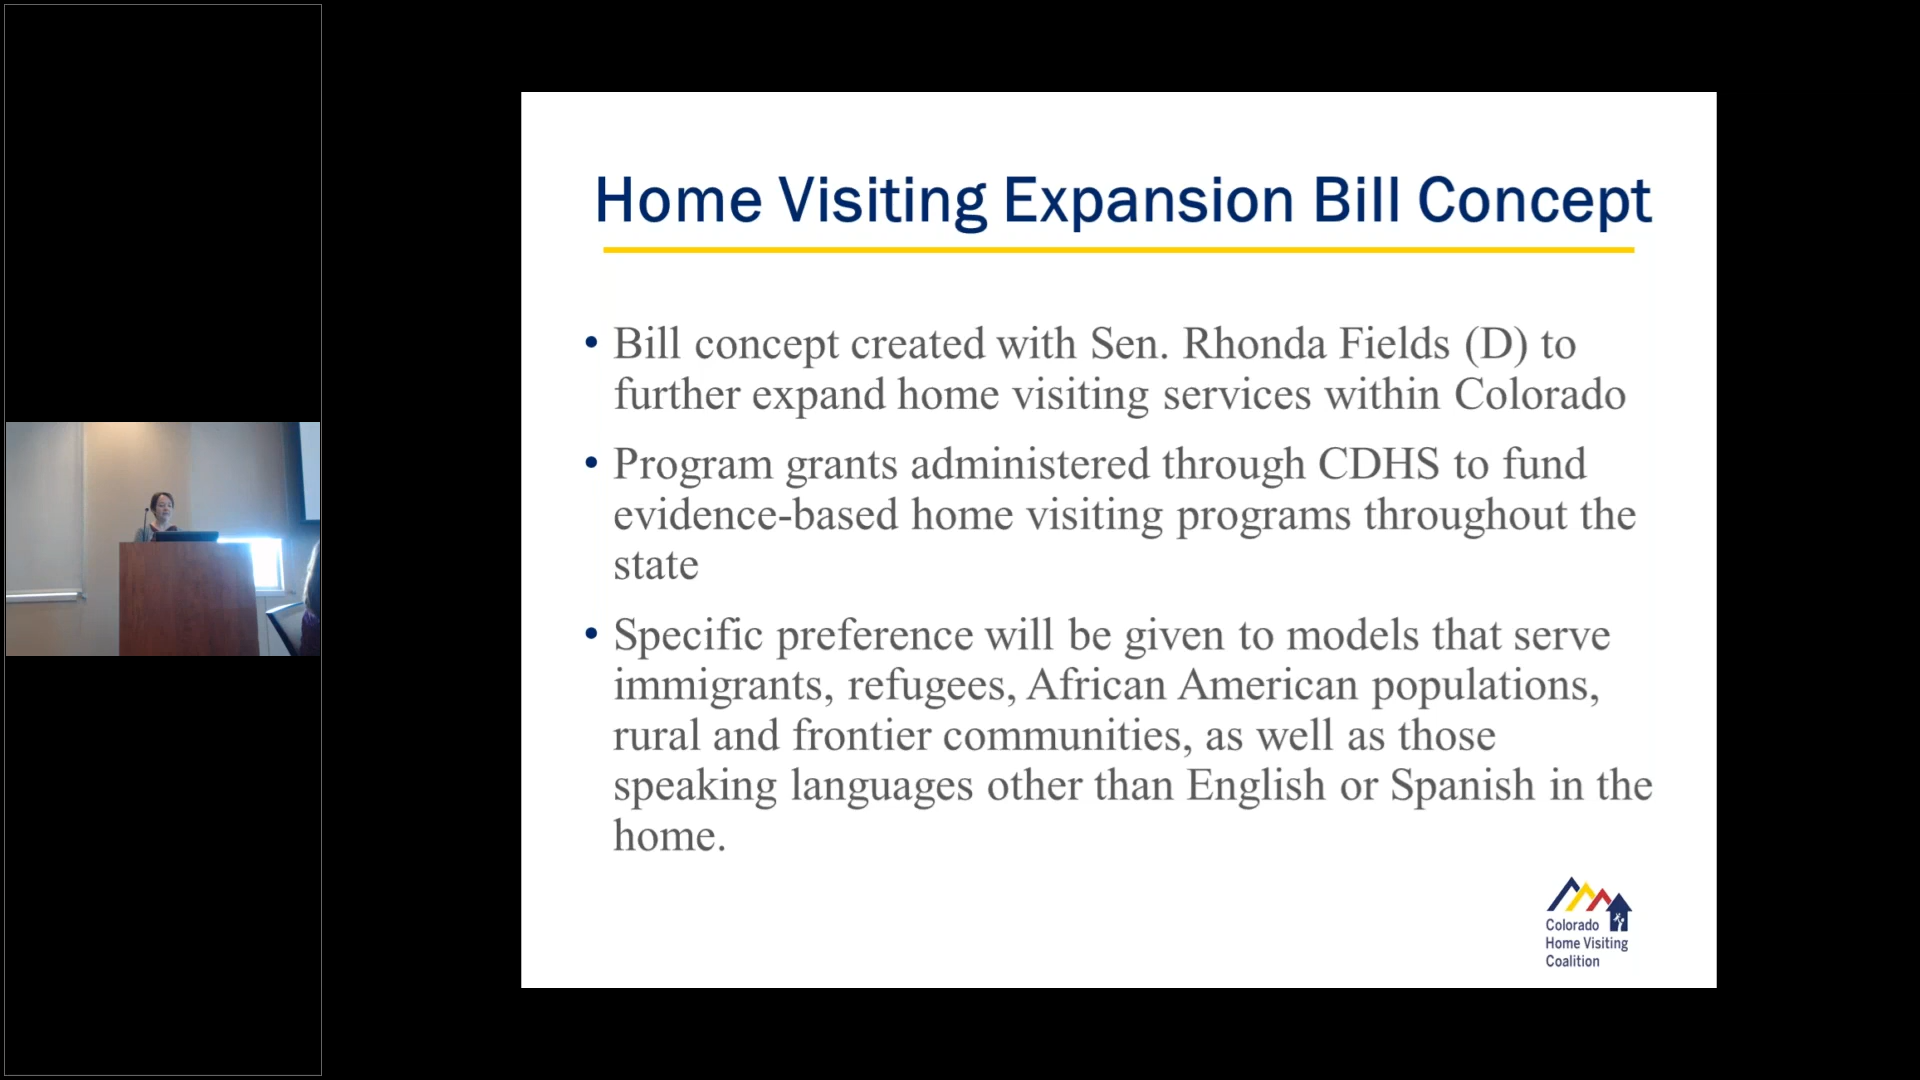 Home Visiting Expansion Bill Concept
• Bill concept created with Sen. Rhonda Fields (D) to
further expand home visiting services within Colorado
• Program grants administered through CDHS to fund
evidence-based home visiting programs throughout the
state
• Specific preference will be given to models that serve
immigrants, refugees, African American populations,
rural and frontier communities, as well as those
speaking languages other than English or Spanish in the
home.
Colorado
Home Visiting
Coalition